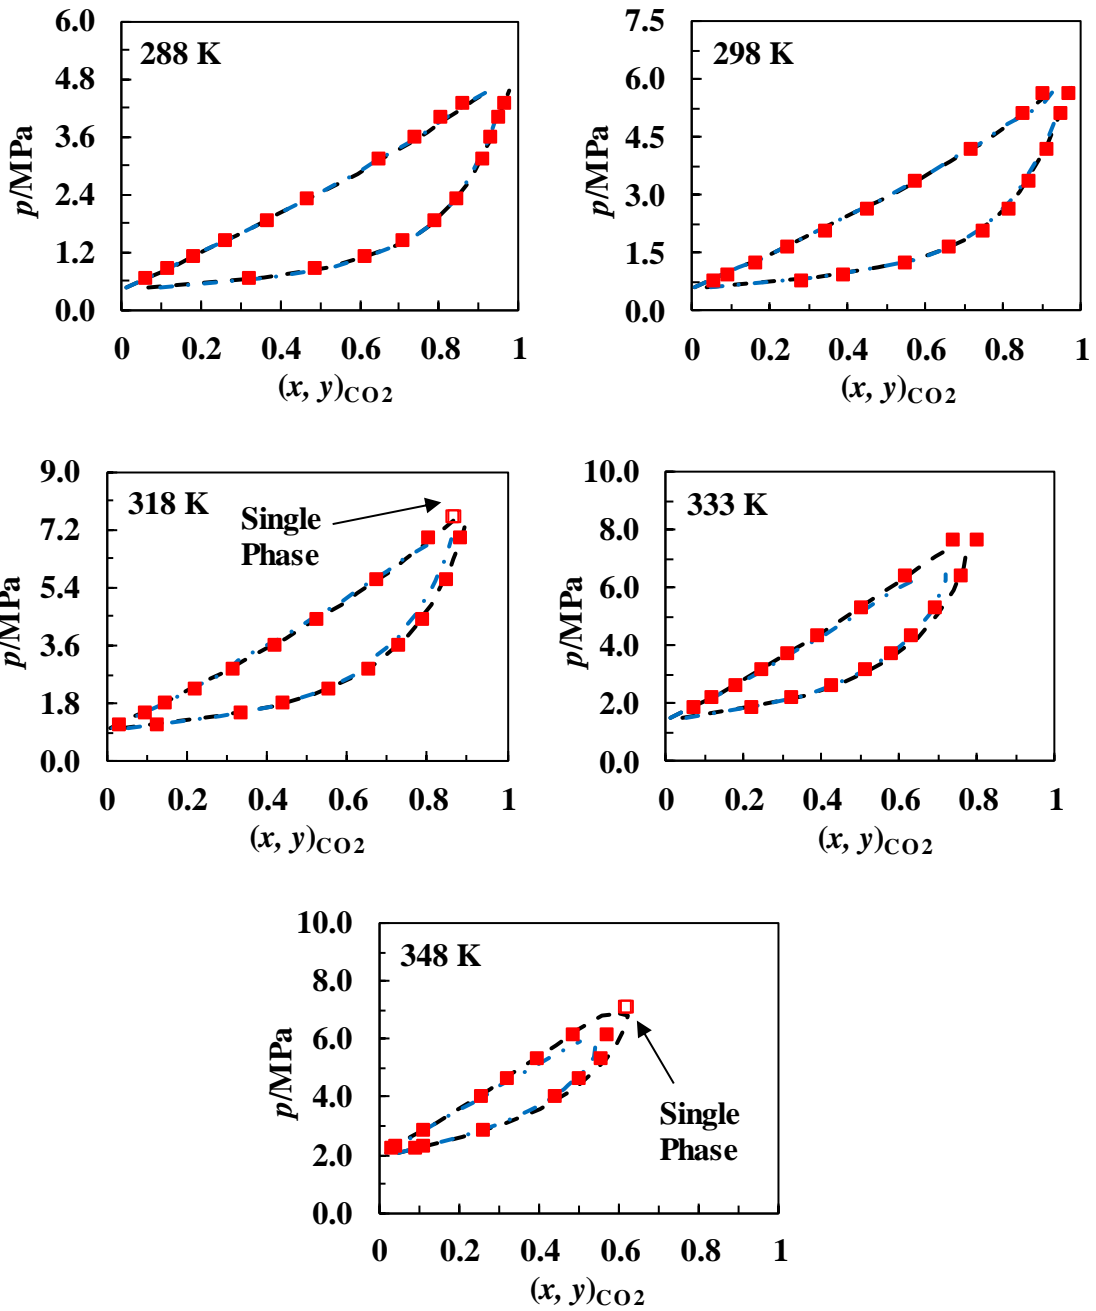 6.0
288 K
4.8
3.6
2.4
1.2
0.0
p/MPa
0 0.2 0.4 0.6 0.8 1
(x, y)CO2
7.5
298 K
6.0
4.5
3.0
1.5
0.0
p/MPa
0 0.2 0.4 0.6 0.8 1
(x, y)CO2
9.0
318 K
Single
Phase
7.2
5.4
3.6
1.8
0.0
p/MPa
0 0.2 0.4 0.6 0.8 1
(x, y)CO2
10.0
333 K
8.0
6.0
4.0
2.0
0.0
p/MPa
0 0.2 0.4 0.6 0.8 1
(x, y)CO2
10.0
348 K
8.0
6.0
4.0
2.0
0.0
p/MPa
Single
Phase
0 0.2 0.4 0.6 0.8 1
(x, y)CO2